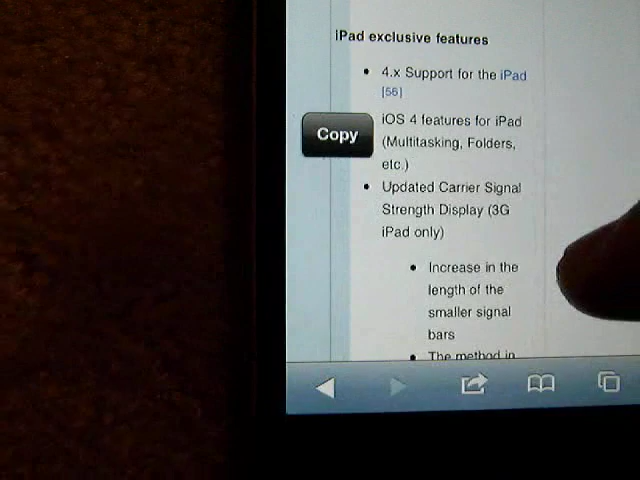 iPad exclusive features
4.x Support for the iPad
[56]
Copy
iOS 4 features for iPad
(Multitasking, Folders,
etc.)
Updated Carrier Signal
Strength Display (3G
iPad only)
Increase in the
length of the
smaller signal
bars
The method in